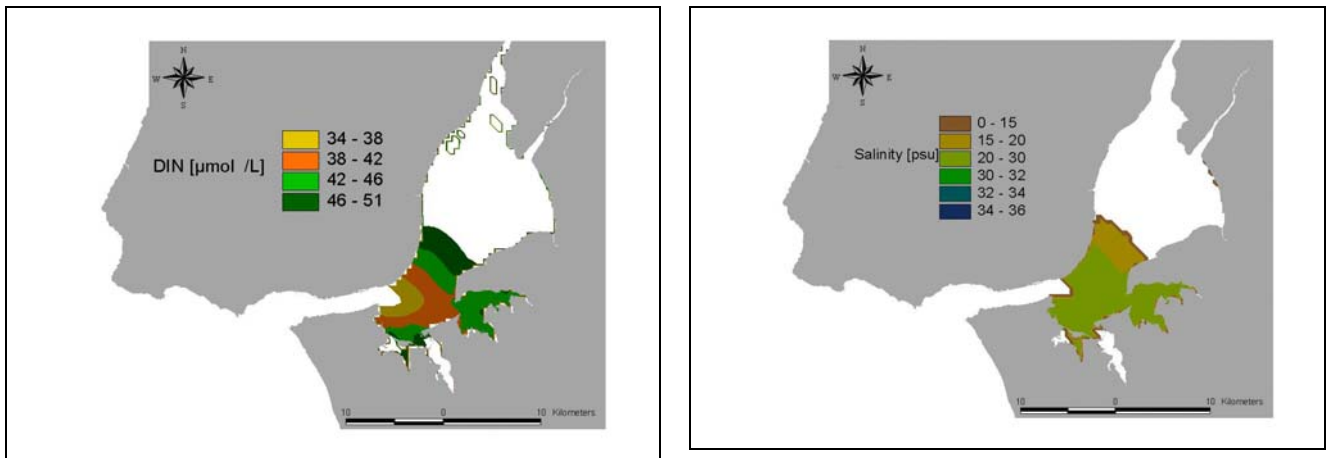 N
W E
S
DIN [µmol /L]
34 - 38
38 - 42
42 - 46
46 - 51
10 0 10 Kilometers
N
W E
S
Salinity [psu]
0 - 15
15 - 20
20 - 30
30 - 32
32 - 34
34 - 36
10 0 10 Kilometers